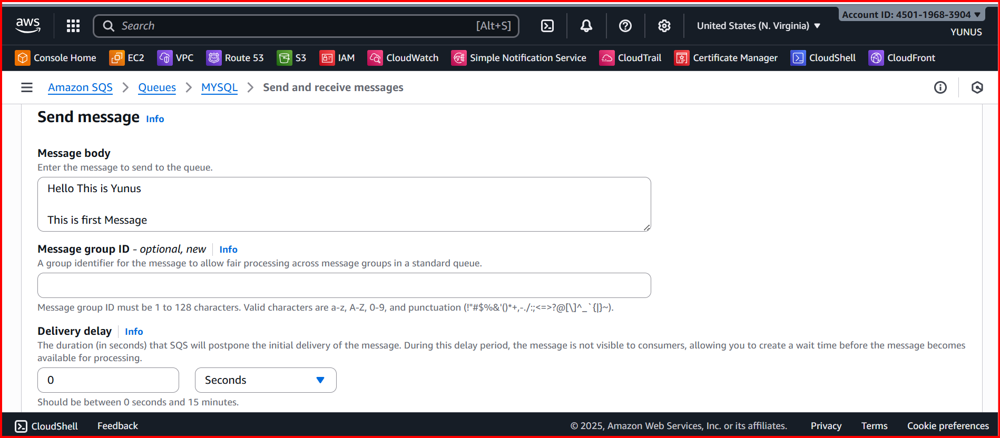 aws
Search [Alt+S]
United States (N. Virginia)
Account ID: 4501-1968-3904
YUNUS
Console Home EC2 VPC Route 53 S3 IAM CloudWatch Simple Notification Service CloudTrail Certificate Manager CloudShell CloudFront
Amazon SQS Queues MYSQL Send and receive messages
Send message Info
Message body
Enter the message to send to the queue.
Hello This is Yunus
This is first Message
Message group ID - optional, new Info
A group identifier for the message to allow fair processing across message groups in a standard queue.
Message group ID must be 1 to 128 characters. Valid characters are a-z, A-Z, 0-9, and punctuation (!"#$%&'()*+,-./:;<=>?@[\]^_`{|}~).
Delivery delay Info
The duration (in seconds) that SQS will postpone the initial delivery of the message. During this delay period, the message is not visible to consumers, allowing you to create a wait time before the message becomes
available for processing.
0 Seconds
Should be between 0 seconds and 15 minutes.
CloudShell Feedback © 2025, Amazon Web Services, Inc. or its affiliates. Privacy Terms Cookie preferences